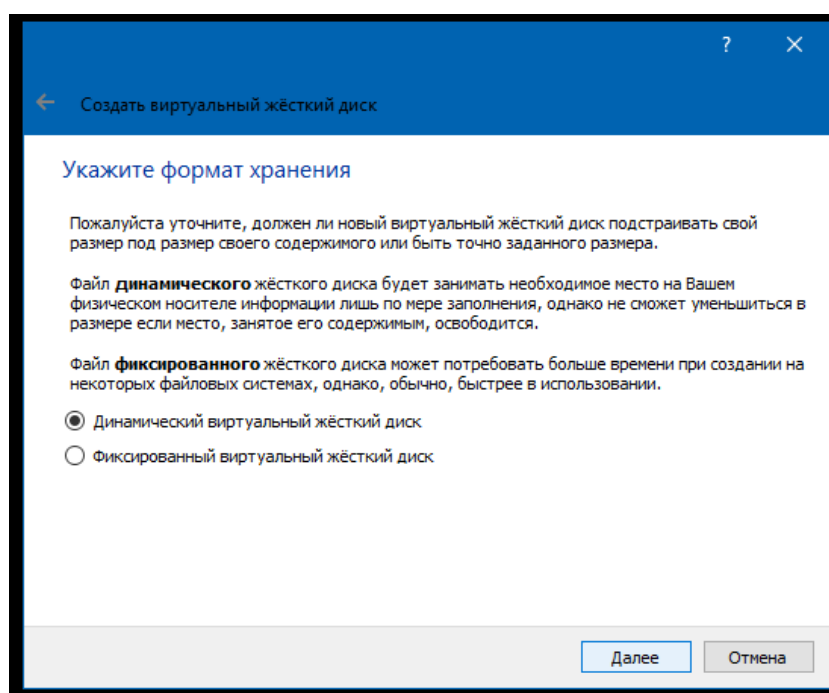 ?
Создать виртуальный жёсткий диск
Укажите формат хранения
Пожалуйста уточните, должен ли новый виртуальный жёсткий диск подстраивать свой
размер под размер своего содержимого или быть точно заданного размера.
Файл динамического жёсткого диска будет занимать необходимое место на Вашем
физическом носителе информации лишь по мере заполнения, однако не сможет уменьшиться в
размере если место, занятое его содержимым, освободится.
Файл фиксированного жёсткого диска может потребовать больше времени при создании на
некоторых файловых системах, однако, обычно, быстрее в использовании.
Динамический виртуальный жёсткий диск
Фиксированный виртуальный жёсткий диск
Далее
Отмена